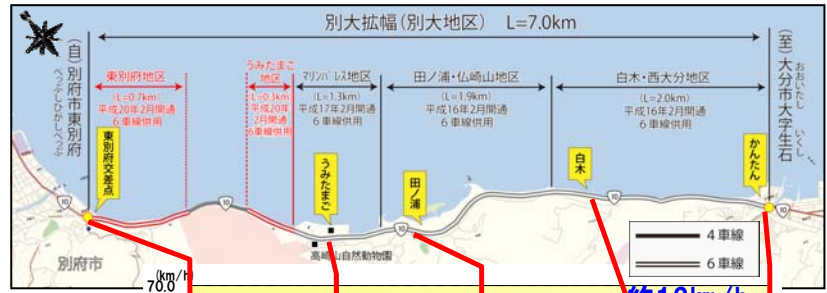 別大拡幅(別大地区) L=7.0km
(自)別府市東別府
べっぷしひがしべっぷ
東別府地区
(L=0.7km)
平成20年2月開通
6車線供用
うみたまご
地区
(L=0.3km)
平成20年
2月開通
6車線供用
マリンパレス地区
(L=1.3km)
平成17年2月開通
6車線供用
田ノ浦・仏崎山地区
(L=1.9km)
平成16年2月開通
6車線供用
白木・西大分地区
(L=2.0km)
平成16年2月開通
6車線供用
(至)大分市大字生石
おおいたし いくし
東別府交差点
うみたまご
田ノ浦
白木
かんたん
10
10
10
10
高崎山自然動物園
別府市
4車線
6車線
(km/h)
70.0